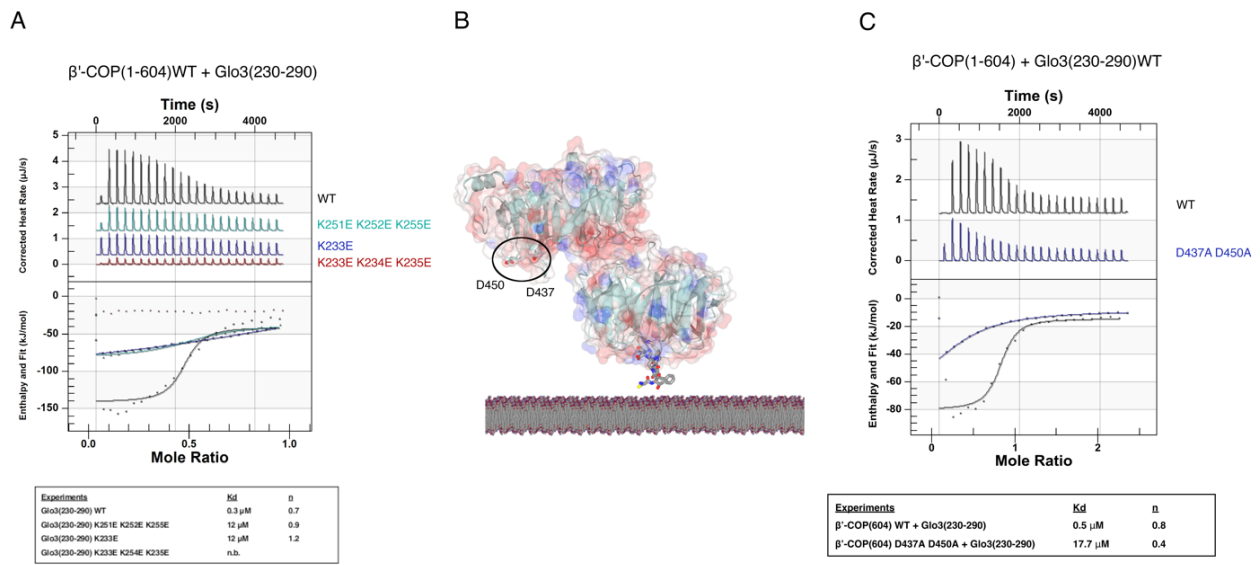 A
B
C
β'-COP(1-604)WT + Glo3(230-290)
Time (s)
0 2000 4000
Corrected Heat Rate (μJ/s)
5
4
3
2
1
0
WT
K251E K252E K255E
K233E
K233E K234E K235E
Enthalpy and Fit (kJ/mol)
0
-50
-100
-150
0.0 0.5 1.0
Mole Ratio
Experiments Kd n
Glo3(230-290) WT 0.3 μM 0.7
Glo3(230-290) K251E K252E K255E 12 μM 0.9
Glo3(230-290) K233E 12 μM 1.2
Glo3(230-290) K233E K254E K235E n.b.
D450
D437
β'-COP(1-604) + Glo3(230-290)WT
Time (s)
0 2000 4000
Corrected Heat Rate (μJ/s)
3
2
1
0
WT
D437A D450A
Enthalpy and Fit (kJ/mol)
0
-20
-40
-60
-80
0 1 2
Mole Ratio
Experiments Kd n
β'-COP(604) WT + Glo3(230-290) 0.5 μM 0.8
β'-COP(604) D437A D450A + Glo3(230-290) 17.7 μM 0.4